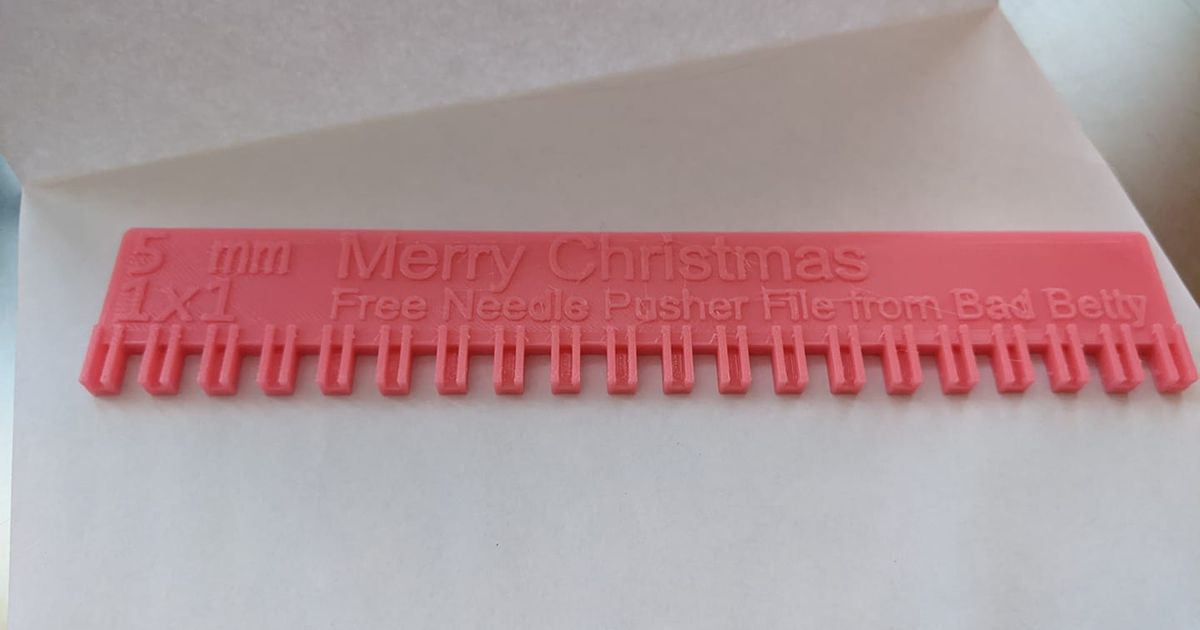 5 mm Merry Christmas
1x1 Free Needle Pusher File from Bad Betty